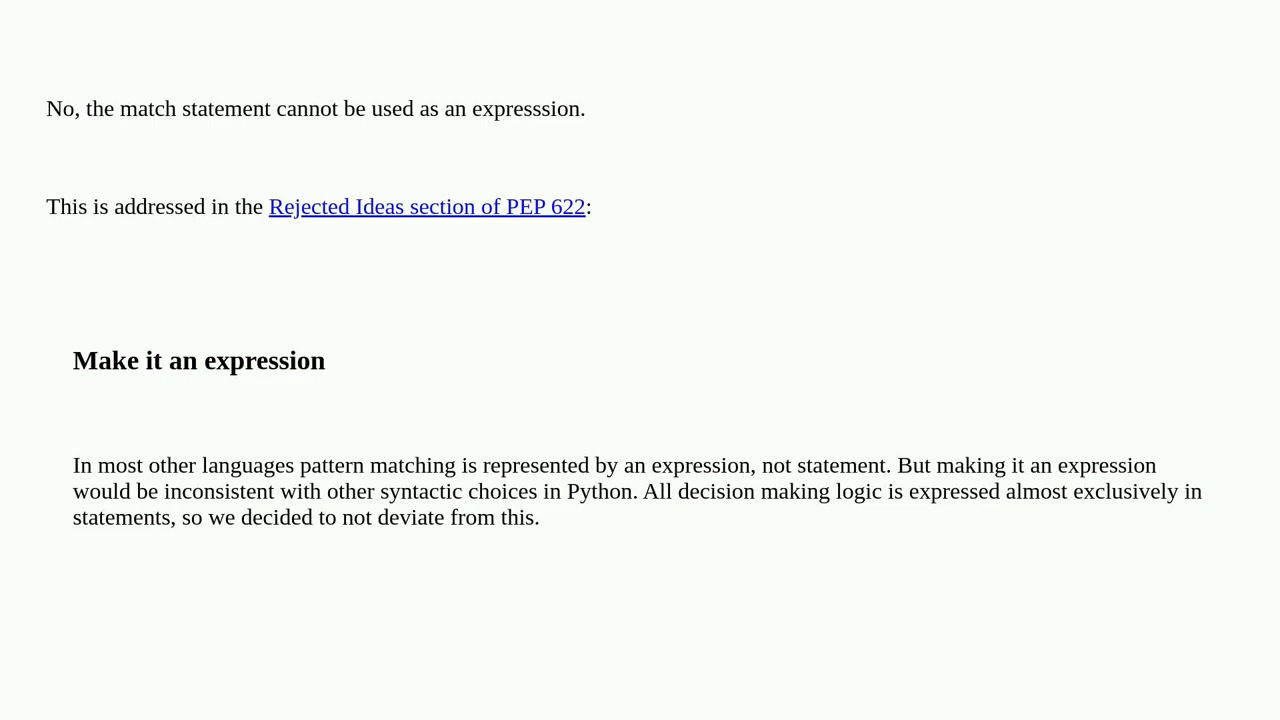 No, the match statement cannot be used as an expresssion.
This is addressed in the Rejected Ideas section of PEP 622:
Make it an expression
In most other languages pattern matching is represented by an expression, not statement. But making it an expression
would be inconsistent with other syntactic choices in Python. All decision making logic is expressed almost exclusively in
statements, so we decided to not deviate from this.